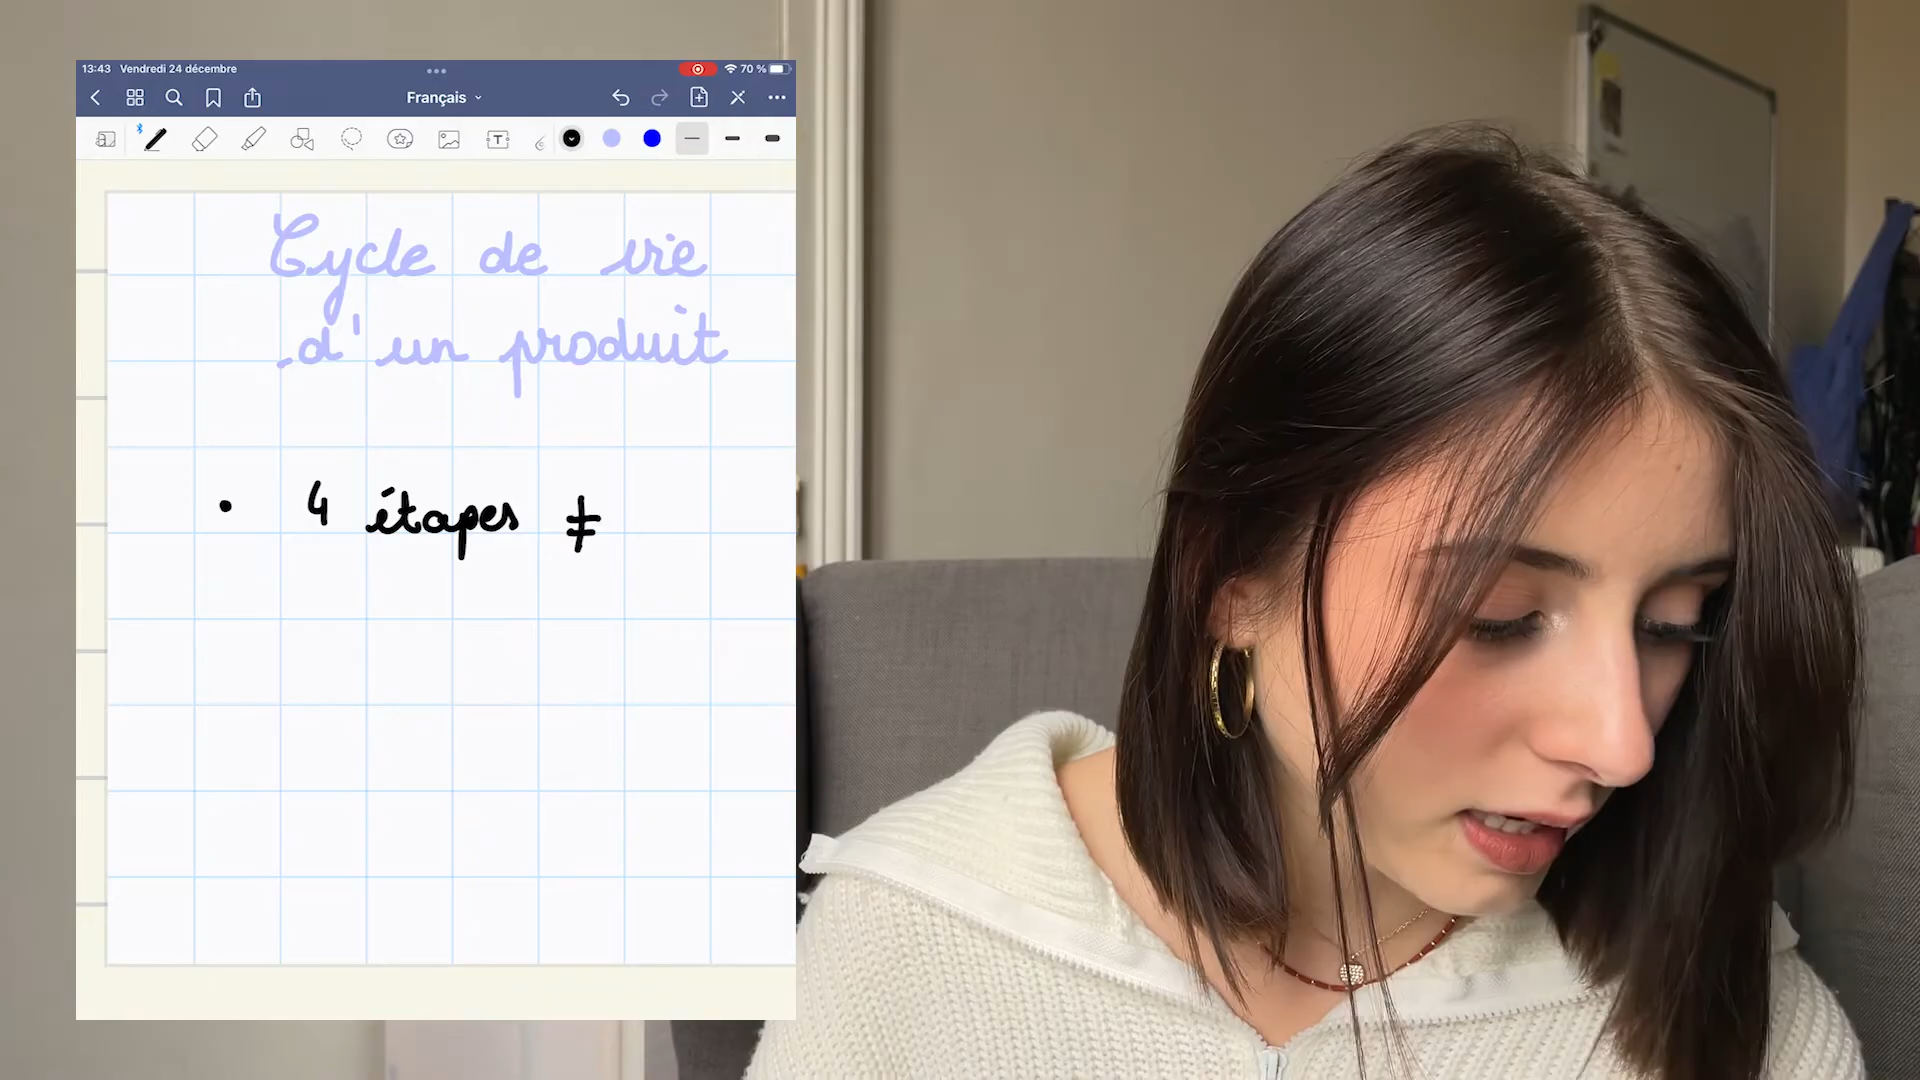 13:43 Vendredi 24 décembre
70 %
Français
T
Cycle de vie
d'un produit
• 4 étapes ≠